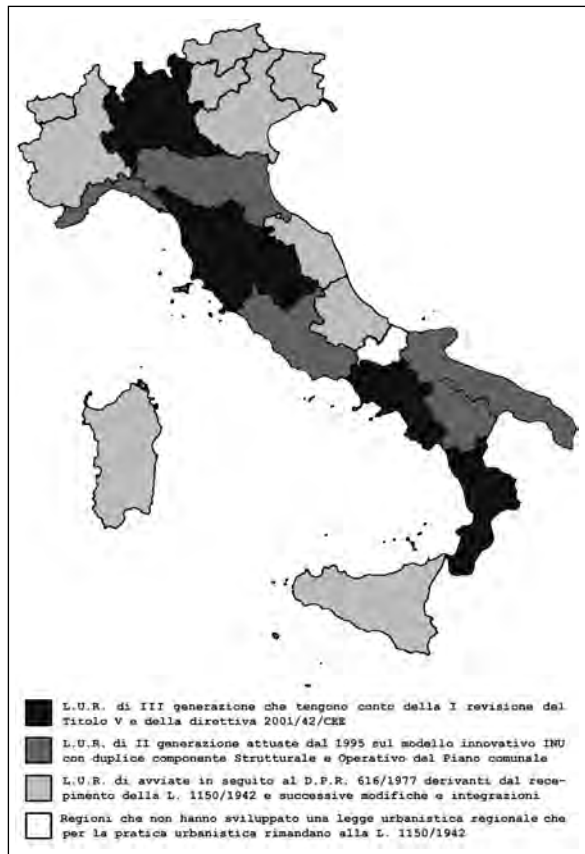 L.U.R. di III generazione che tengono conto della I revisione del
Titolo V e della direttiva 2001/42/CEE
L.U.R. di II generazione attuate dal 1995 sul modello innovativo INU
con duplice componente Strutturale e Operativo del Piano comunale
L.U.R. di avviate in seguito al D.P.R. 616/1977 derivanti dal rece-
pimento della L. 1150/1942 e successive modifiche e integrazioni
Regioni che non hanno sviluppato una legge urbanistica regionale che
per la pratica urbanistica rimandano alla L. 1150/1942